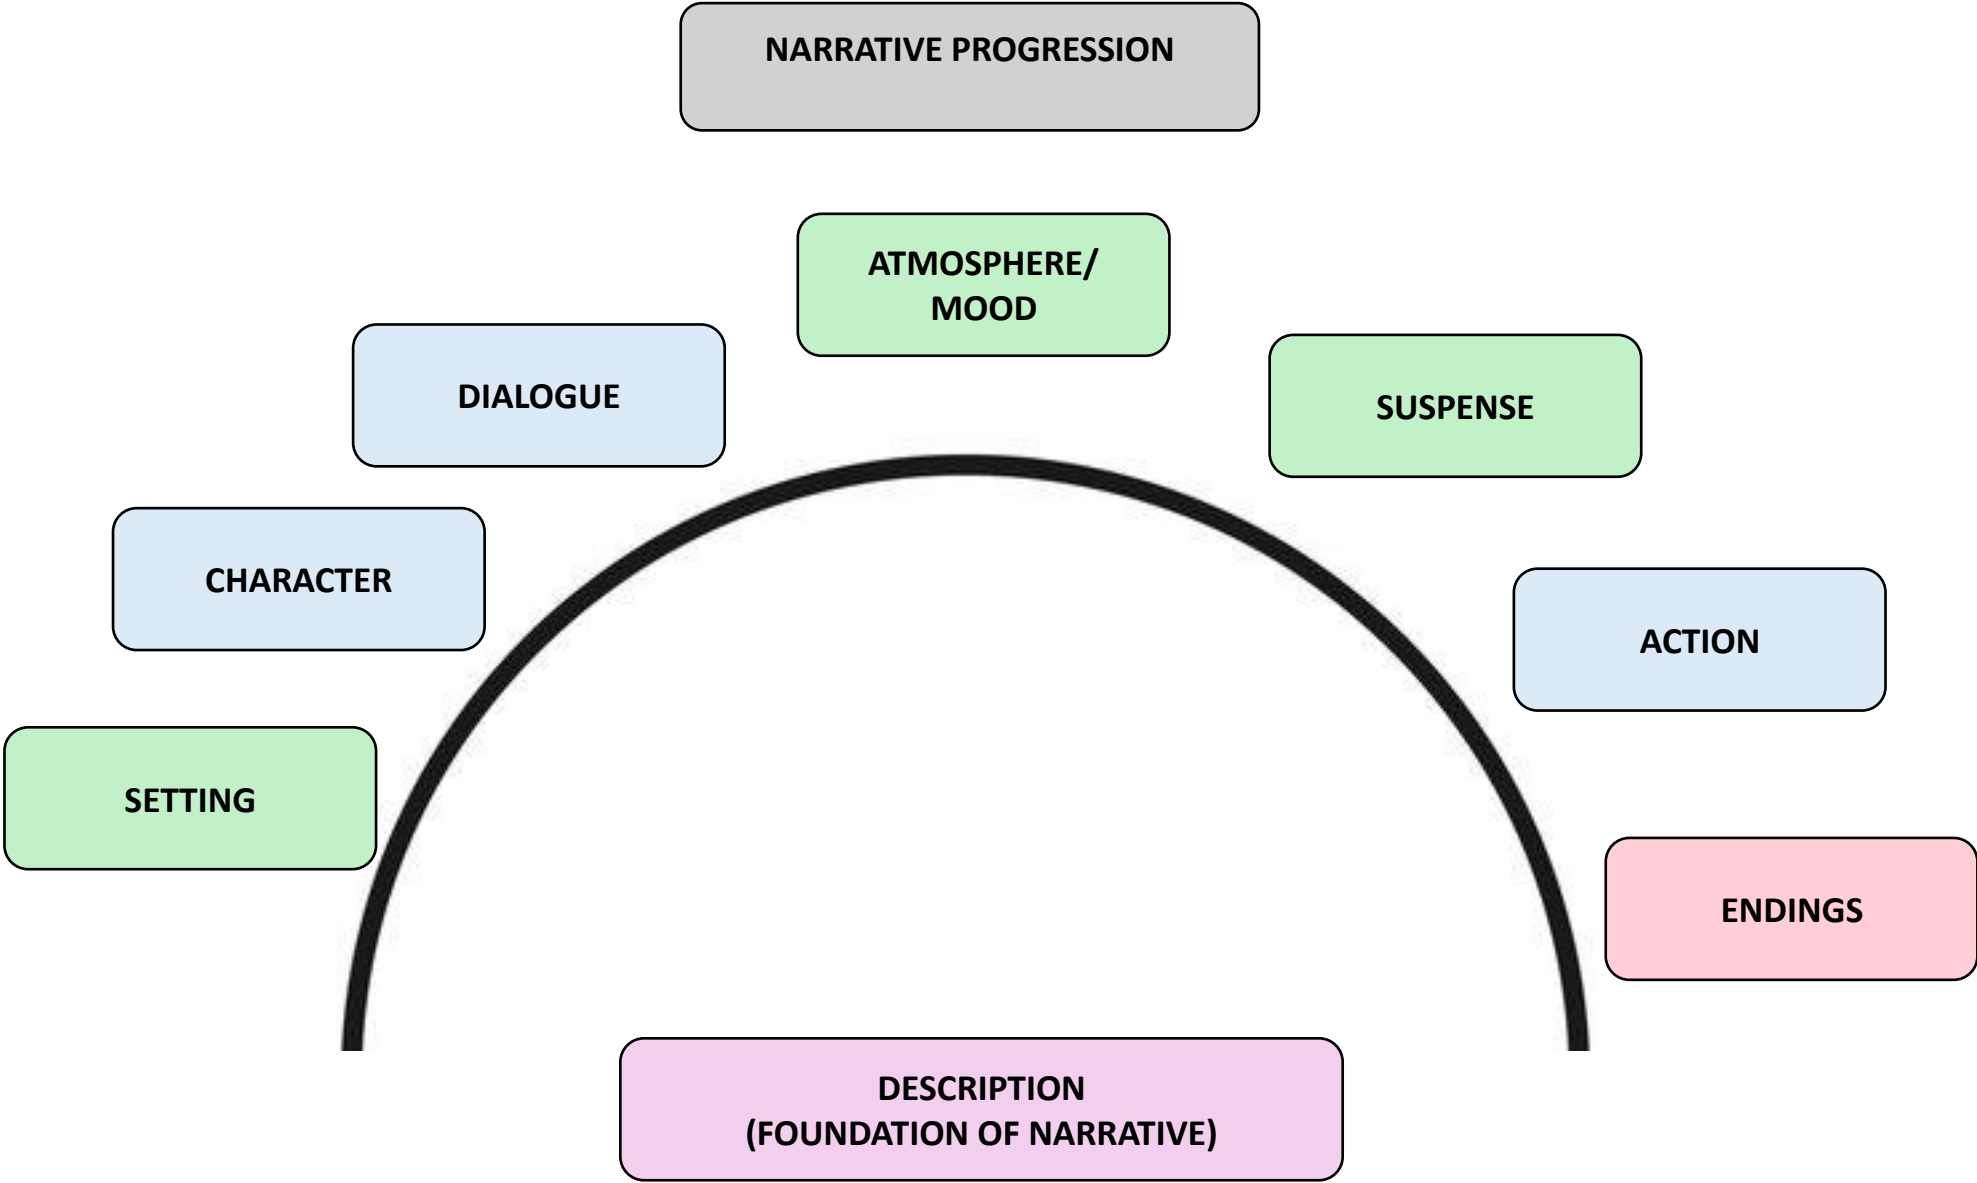 NARRATIVE PROGRESSION
ATMOSPHERE/
MOOD
DIALOGUE
SUSPENSE
CHARACTER
ACTION
SETTING
ENDINGS
DESCRIPTION
(FOUNDATION OF NARRATIVE)